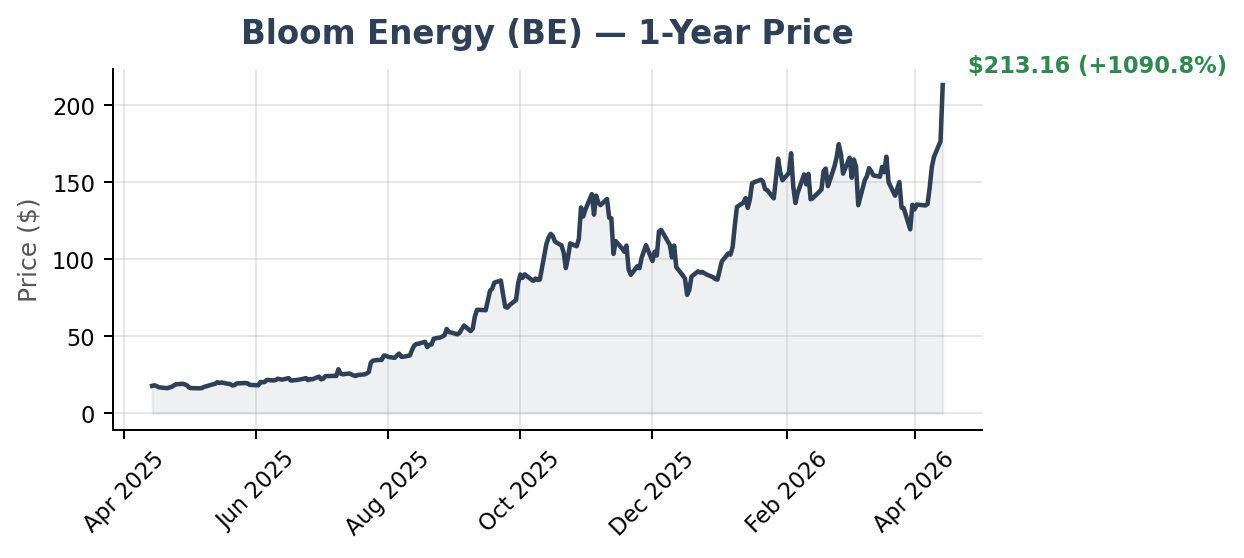 Bloom Energy (BE) — 1-Year Price
$213.16 (+1090.8%)
Price ($)
200
150
100
50
0
Apr 2025
Jun 2025
Aug 2025
Oct 2025
Dec 2025
Feb 2026
Apr 2026